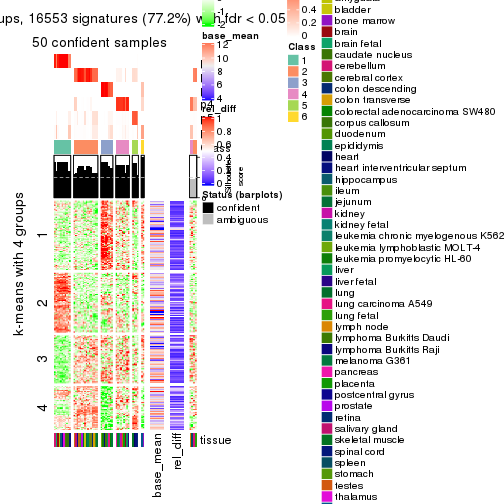 ups, 16553 signatures (77.2%) with fdr < 0.05
50 confident samples
k-means with 4 groups
1
2
3
4
base_mean
rel_diff
tissue
-2
base_mean
12
10
8
6
4
rel_diff
1
0.8
0.6
0.4
0.2
0
Status (barplots)
confident
ambiguous
0.4
0.2
0
Class
1
2
3
4
5
6
bladder
bone marrow
brain
brain fetal
caudate nucleus
cerebellum
cerebral cortex
colon descending
colon transverse
colorectal adenocarcinoma SW480
corpus callosum
duodenum
epididymis
heart
heart interventricular septum
hippocampus
ileum
jejunum
kidney
kidney fetal
leukemia chronic myelogenous K562
leukemia lymphoblastic MOLT-4
leukemia promyelocytic HL-60
liver
liver fetal
lung
lung carcinoma A549
lung fetal
lymph node
lymphoma Burkitts Daudi
lymphoma Burkitts Raji
melanoma G361
pancreas
placenta
postcentral gyrus
prostate
retina
salivary gland
skeletal muscle
spinal cord
spleen
stomach
testes
thalamus